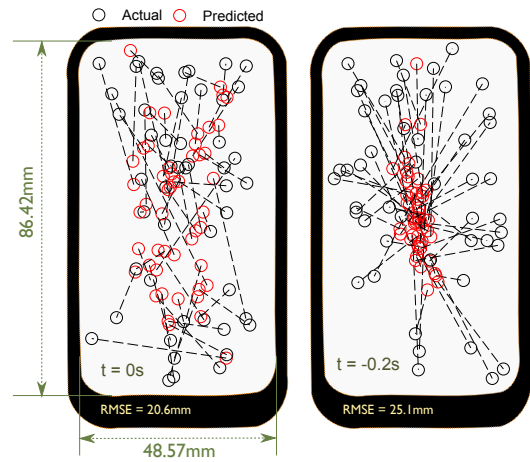 Actual Predicted
86.42mm
t = 0s
t = -0.2s
RMSE = 20.6mm
RMSE = 25.1mm
48.57mm